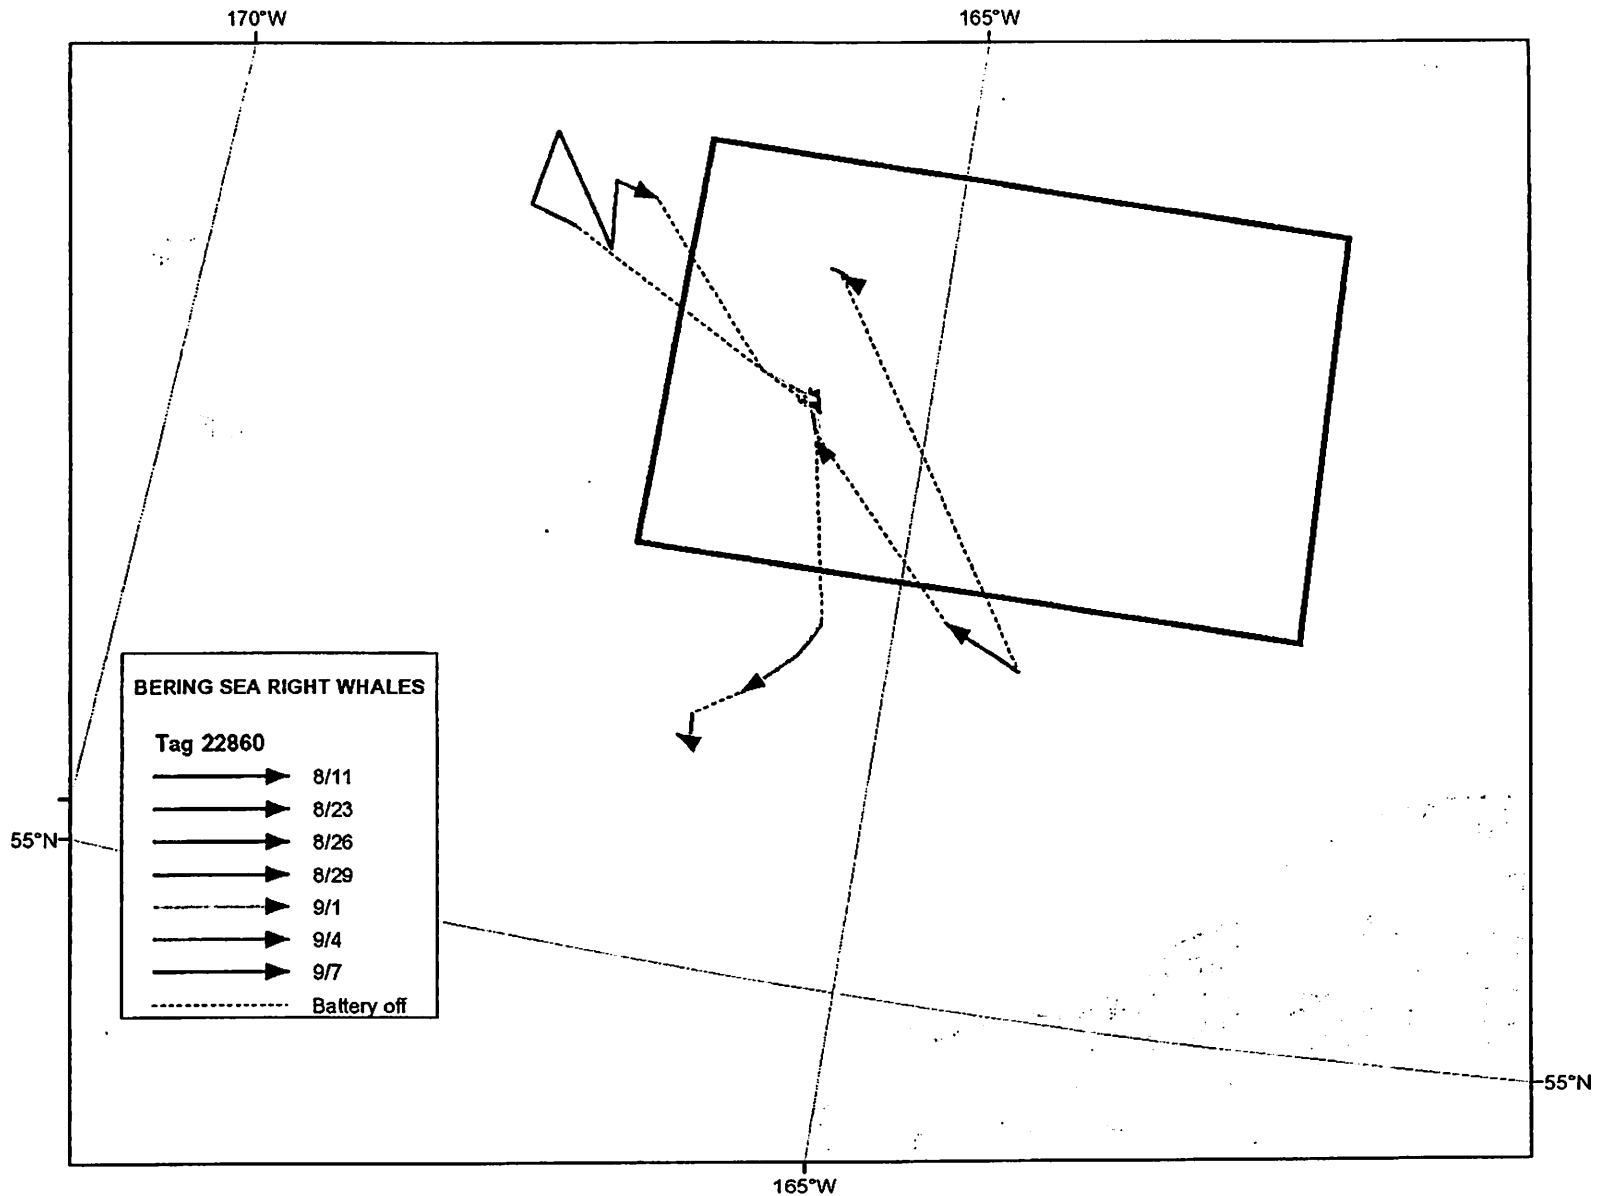 170°W
165°W
BERING SEA RIGHT WHALES
Tag 22860
8/11
8/23
8/26
8/29
9/1
9/4
9/7
Battery off
55°N
55°N
165°W